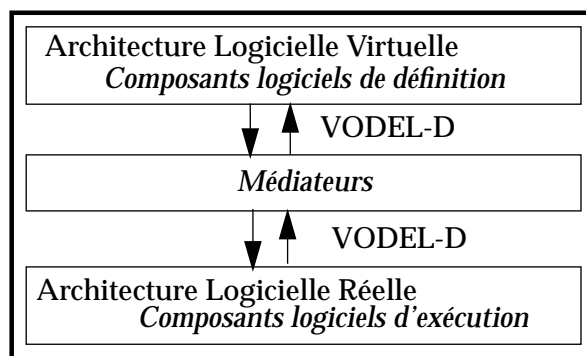 Architecture Logicielle Virtuelle
Composants logiciels de définition
VODEL-D
Médiateurs
VODEL-D
Architecture Logicielle Réelle
Composants logiciels d'exécution